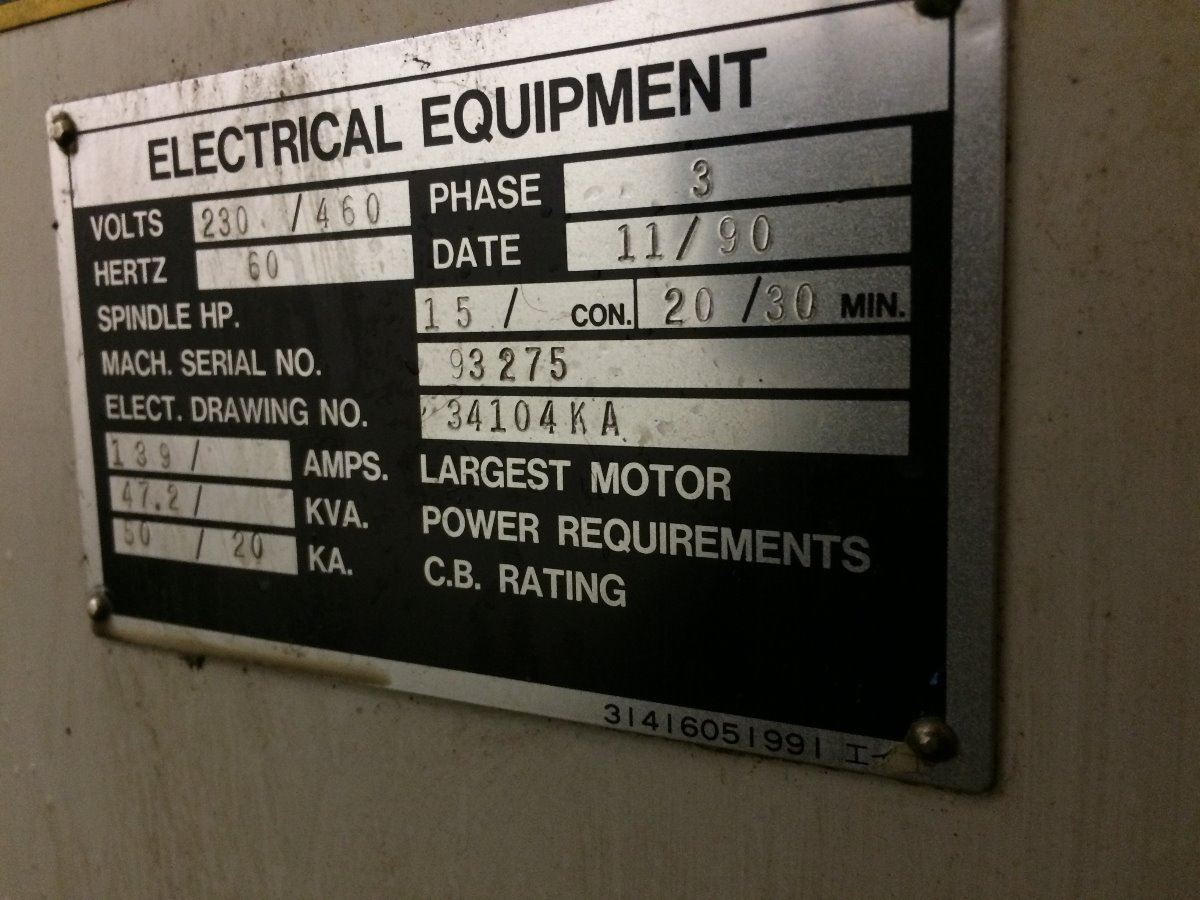 ELECTRICAL EQUIPMENT
VOLTS 230 /460 PHASE 3
HERTZ 60 DATE 11/90
SPINDLE HP. 15 / CON. 20 /30 MIN.
MACH. SERIAL NO. 93275
ELECT. DRAWING NO. 34104KA
139/ AMPS. LARGEST MOTOR
47.2/ KVA. POWER REQUIREMENTS
50 / 20 KA. C.B. RATING
31416051991 I